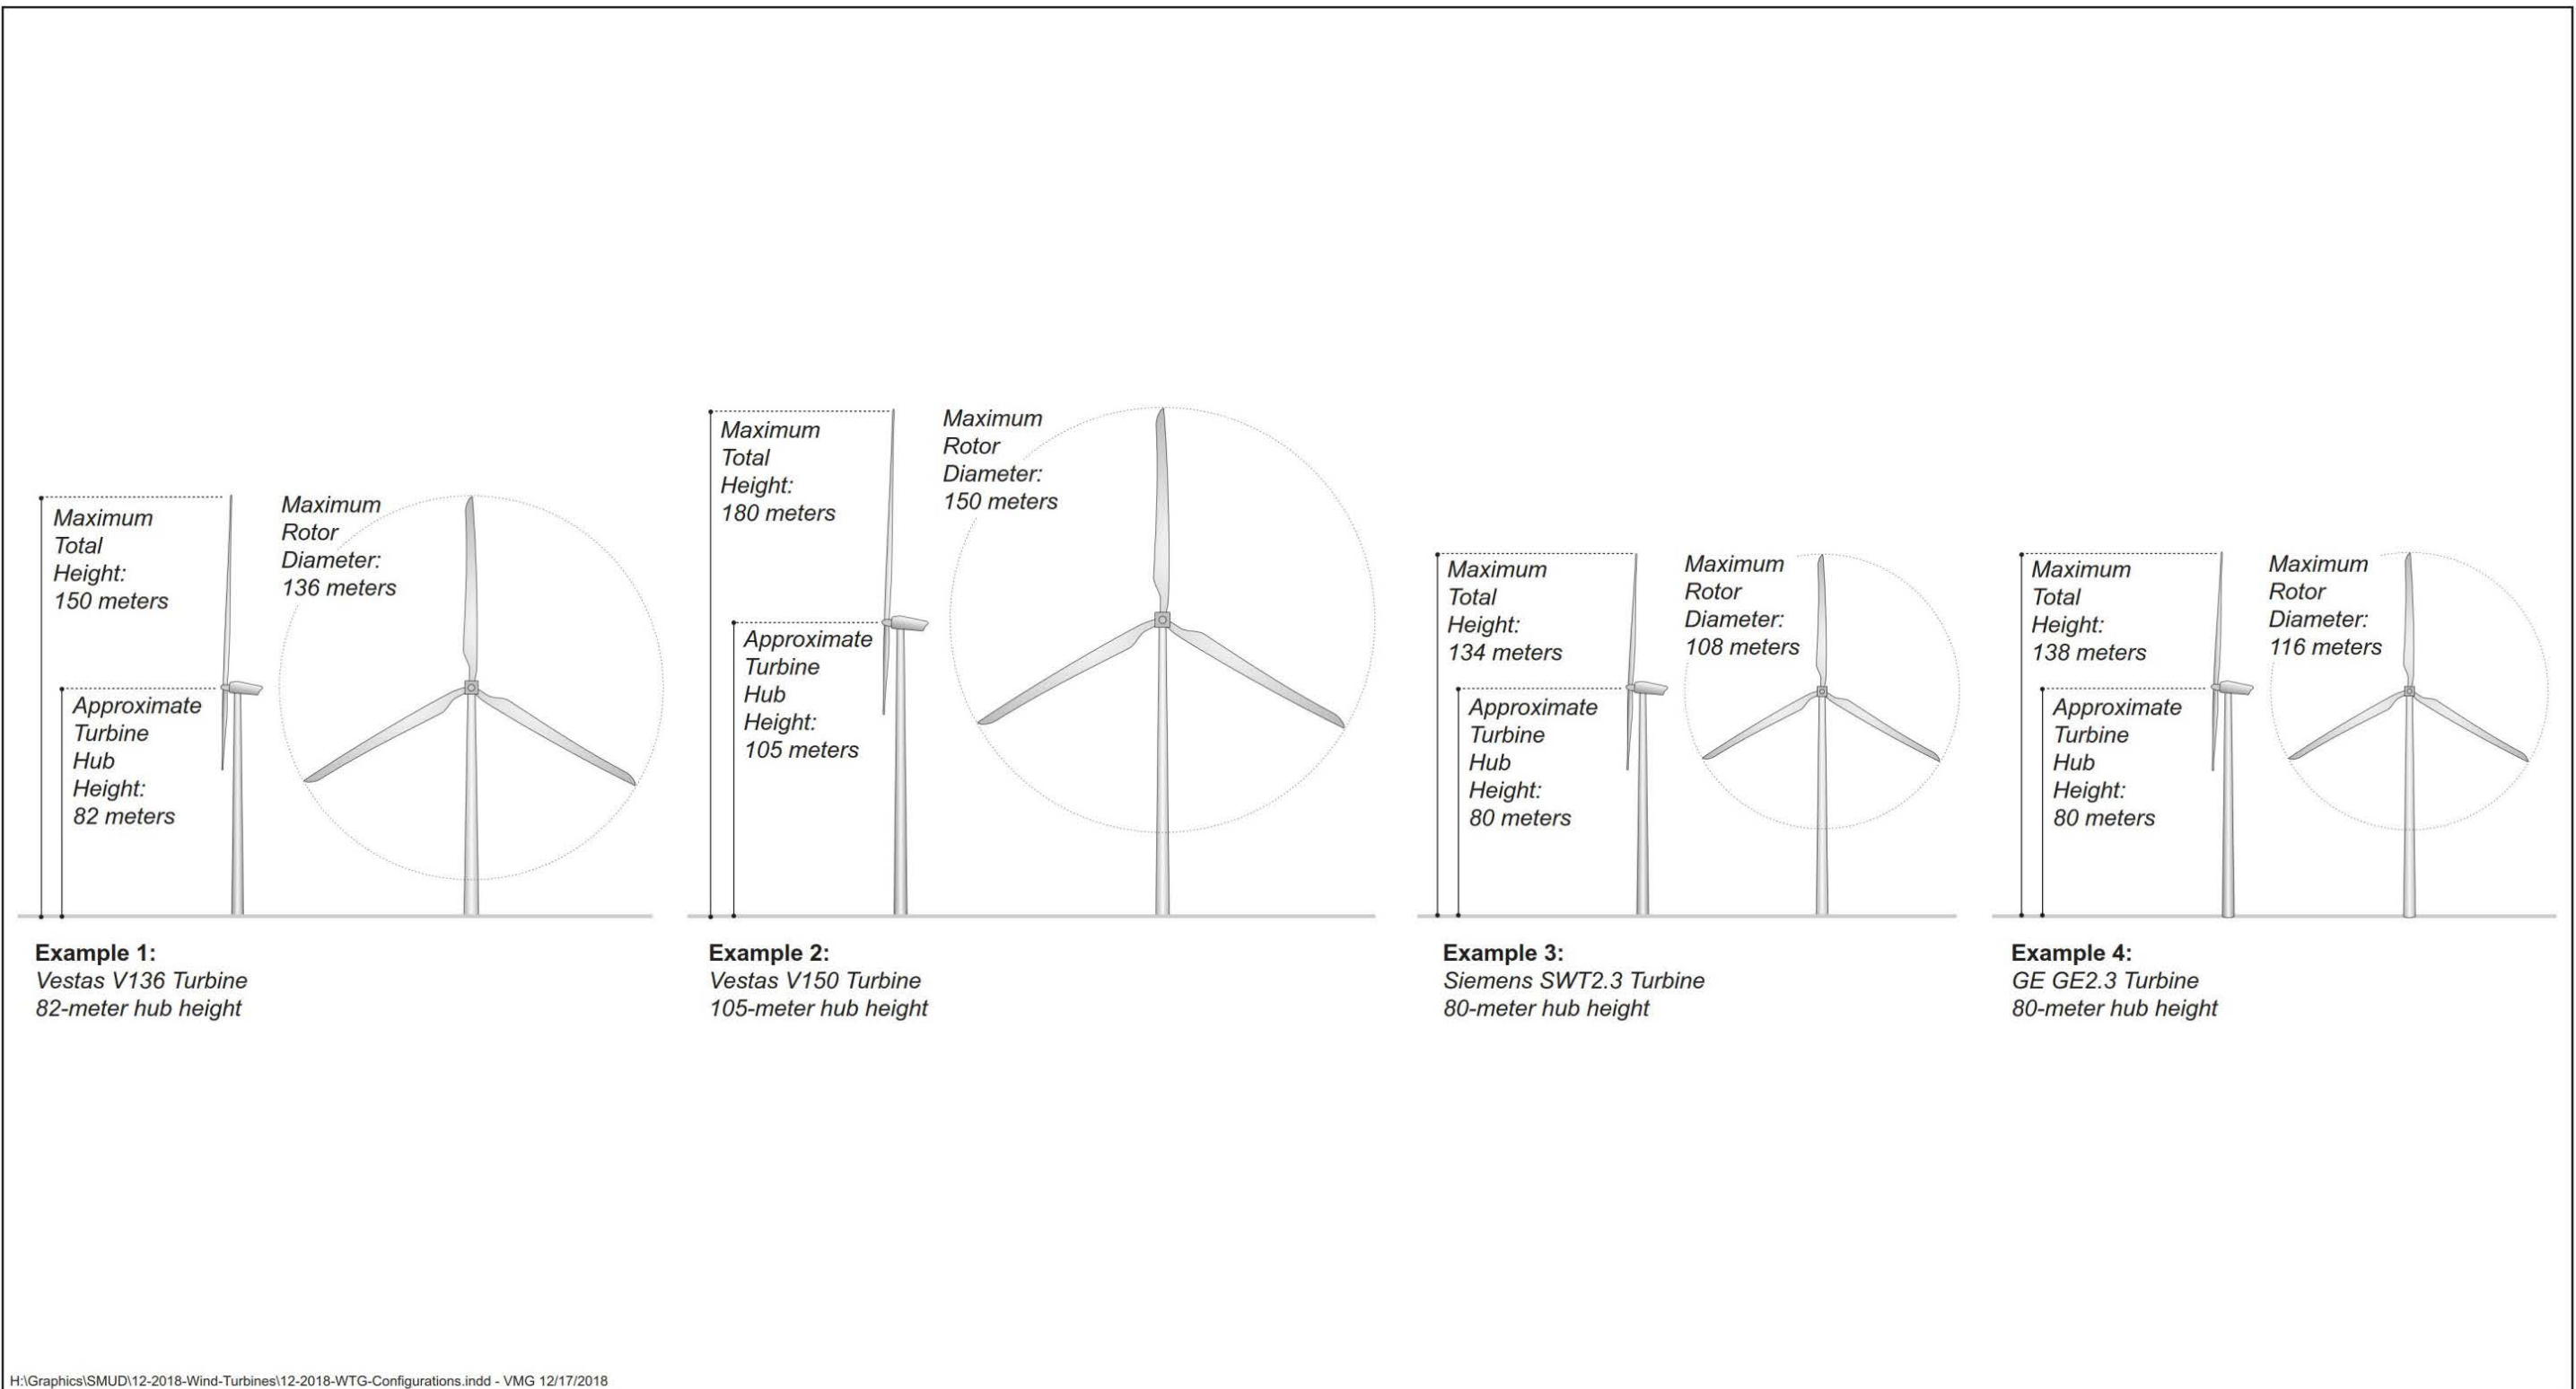 Maximum
Total
Height:
150 meters
Approximate
Turbine
Hub
Height:
82 meters
Maximum
Rotor
Diameter:
136 meters
Example 1:
Vestas V136 Turbine
82-meter hub height
Maximum
Total
Height:
180 meters
Approximate
Turbine
Hub
Height:
105 meters
Maximum
Rotor
Diameter:
150 meters
Example 2:
Vestas V150 Turbine
105-meter hub height
Maximum
Total
Height:
134 meters
Approximate
Turbine
Hub
Height:
80 meters
Maximum
Rotor
Diameter:
108 meters
Example 3:
Siemens SWT2.3 Turbine
80-meter hub height
Maximum
Total
Height:
138 meters
Approximate
Turbine
Hub
Height:
80 meters
Maximum
Rotor
Diameter:
116 meters
Example 4:
GE GE2.3 Turbine
80-meter hub height
H:\Graphics\SMUD\12-2018-Wind-Turbines\12-2018-WTG-Configurations.indd - VMG 12/17/2018